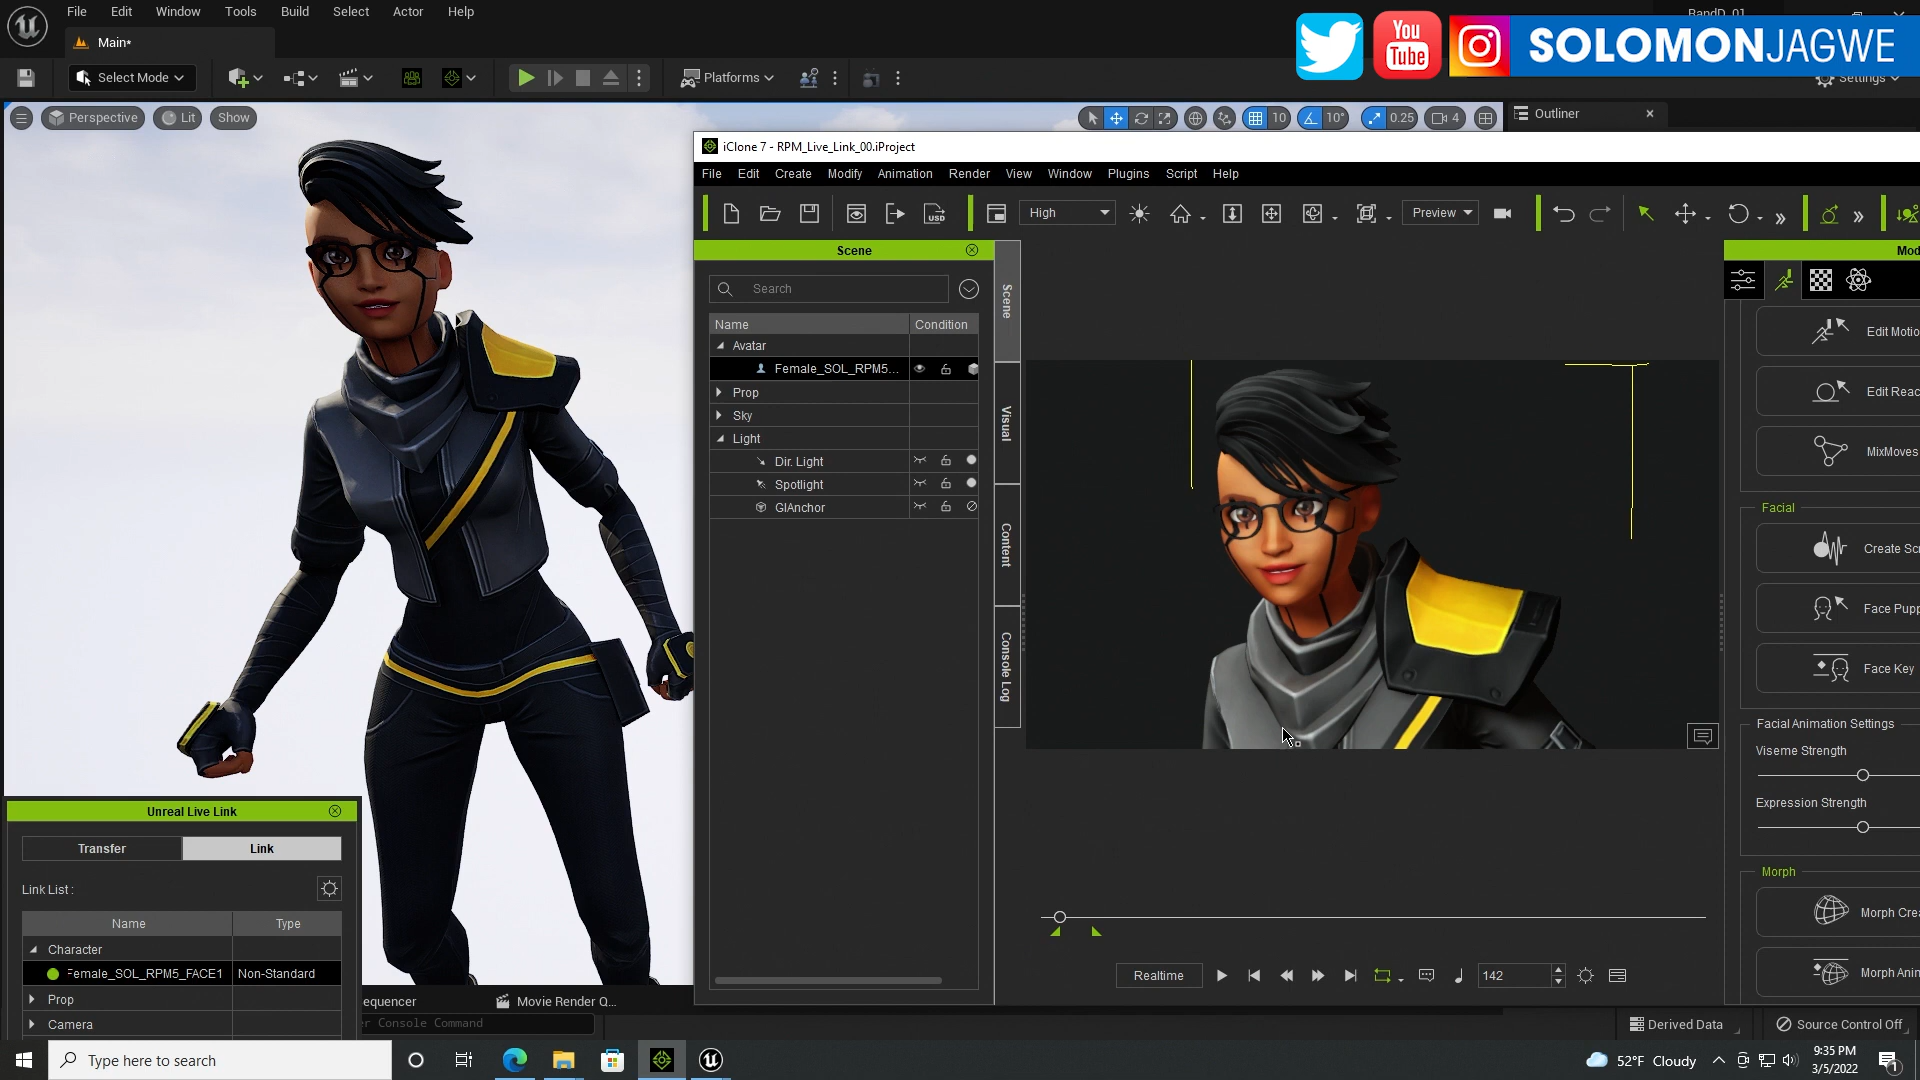 File Edit Window Tools Build Select Actor Help
RandD_01
Main*
You
Tube
SOLOMONJAGWE
Select Mode
Platforms
Settings
Perspective
Lit
Show
10
10°
0.25
4
Outliner
iClone 7 - RPM_Live_Link_00.iProject
File Edit Create Modify Animation Render View Window Plugins Script Help
USD
High
Preview
Scene
Search
Name Condition
Avatar
Female_SOL_RPM5...
Prop
Sky
Light
Dir. Light
Spotlight
GIAnchor
Scene
Visual
Content
Console Log
Mod
Edit Motio
Edit Reac
MixMoves
Facial
Create Scr
Face Pupp
Face Key
Facial Animation Settings
Viseme Strength
Expression Strength
Morph
Morph Crea
Morph Anim
Realtime
142
Unreal Live Link
Transfer
Link
Link List :
Name Type
Character
Female_SOL_RPM5_FACE1 Non-Standard
Prop
Camera
equencer
Movie Render Q...
er Console Command
Derived Data
Source Control Off
Type here to search
52°F Cloudy
9:35 PM
3/5/2022
1